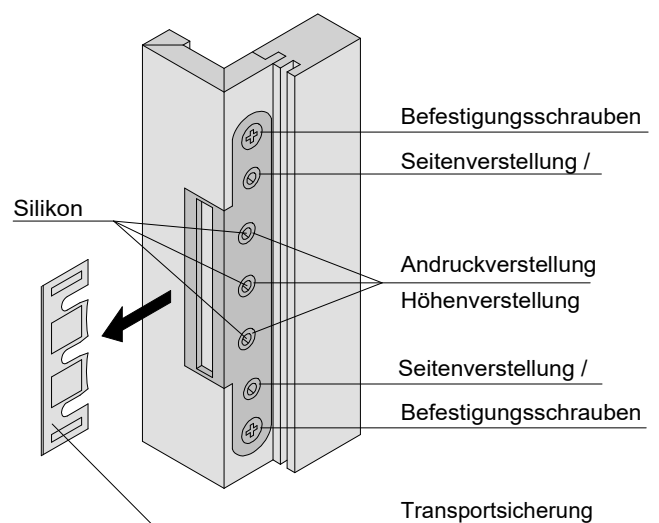 Befestigungsschrauben
Seitenverstellung /
Silikon
Andruckverstellung
Höhenverstellung
Seitenverstellung /
Befestigungsschrauben
Transportsicherung